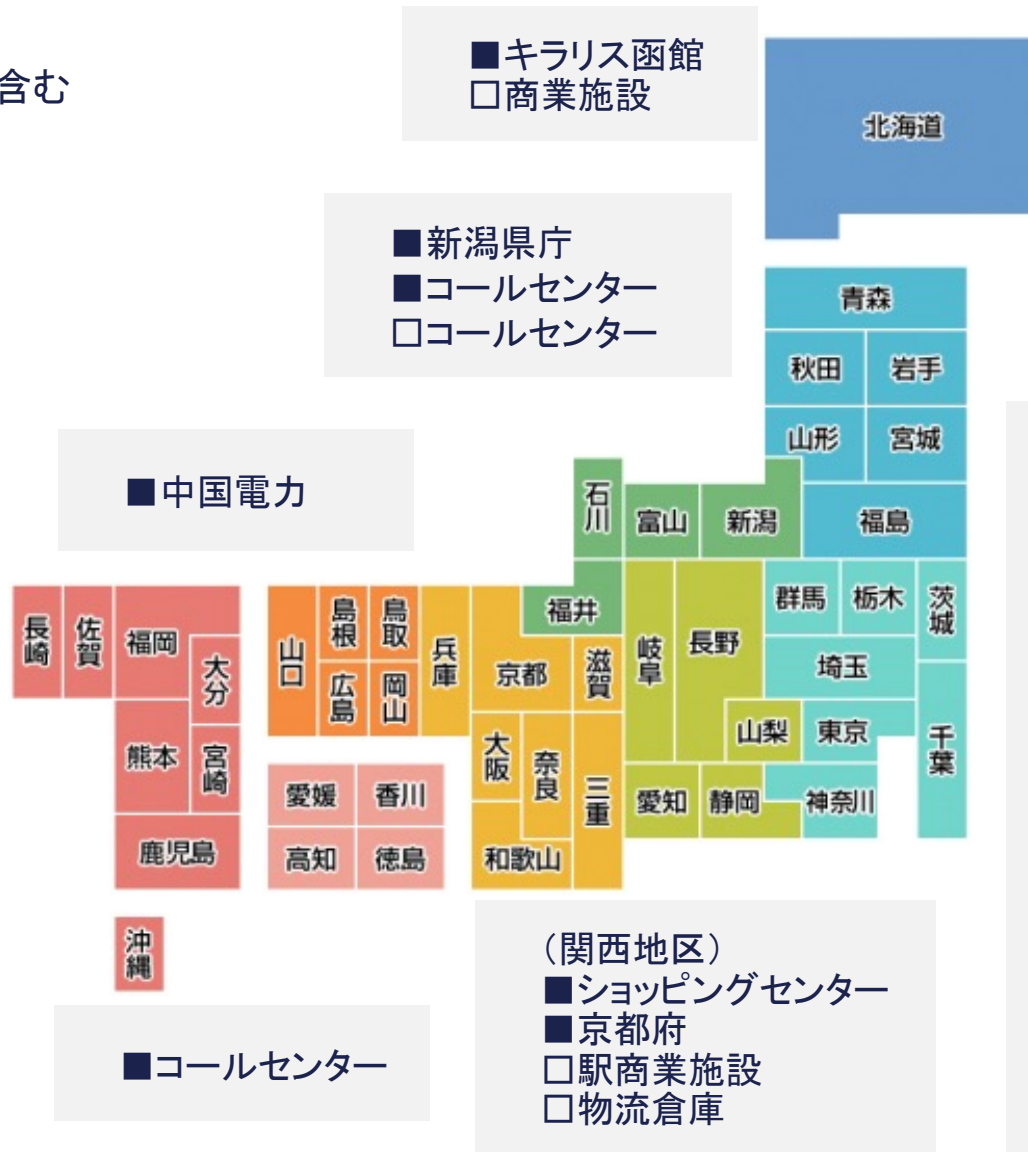 含む
■キラリス函館
□商業施設
北海道
■新潟県庁
■コールセンター
□コールセンター
青森
秋田
岩手
山形
宮城
■中国電力
石川
富山
新潟
福島
長崎
佐賀
福岡
大分
山口
島根
鳥取
兵庫
京都
福井
滋賀
岐阜
長野
群馬
栃木
茨城
広島
岡山
埼玉
熊本
宮崎
大阪
奈良
三重
山梨
東京
千葉
愛媛
香川
愛知
静岡
神奈川
鹿児島
高知
徳島
和歌山
沖縄
(関西地区)
■ショッピングセンター
■京都府
□駅商業施設
□物流倉庫
■コールセンター